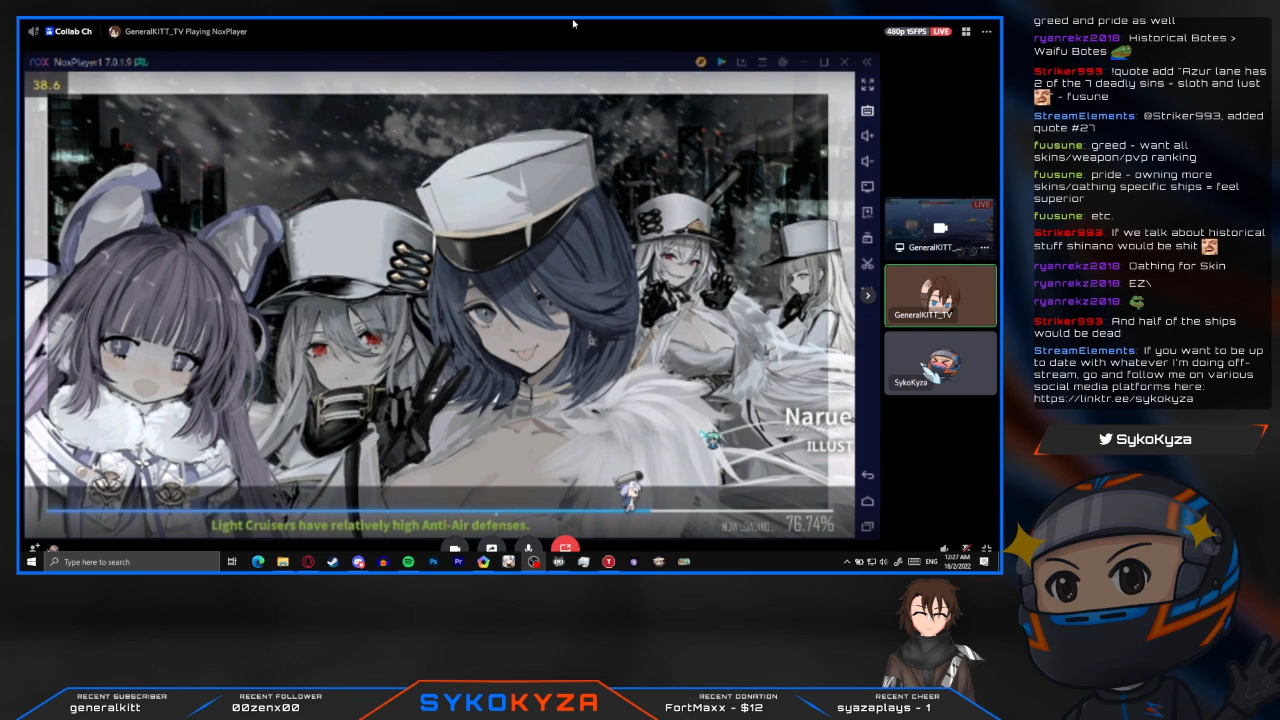 Collab Ch
GeneralKITT_TV Playing NoxPlayer
480p 15FPS LIVE
nox NoxPlayer1 7.0.1.9
38.6
Narue
ILLUST
Light Cruisers have relatively high Anti-Air defenses.
NOW LOADING... 76.74%
LIVE
GeneralKITT_...
GeneralKITT_TV
SykoKyza
Type here to search
ENG
12:27 AM
16/2/2022
greed and pride as well
ryanrekz2018: Historical Botes >
Waifu Botes
Striker993: !quote add "Azur lane has
2 of the 7 deadly sins - sloth and lust
- fusune
StreamElements: @Striker993, added
quote #27
fuusune: greed - want all
skins/weapon/pvp ranking
fuusune: pride - owning more
skins/oathing specific ships = feel
superior
fuusune: etc.
Striker993: If we talk about historical
stuff shinano would be shit
ryanrekz2018: Oathing for Skin
ryanrekz2018: EZ\
ryanrekz2018:
Striker993: And half of the ships
would be dead
StreamElements: If you want to be up
to date with whatever I'm doing off-
stream, go and follow me on various
social media platforms here:
https://linktr.ee/sykokyza
SykoKyza
RECENT SUBSCRIBER
generalkitt
RECENT FOLLOWER
00zenx00
SYKOKYZA
RECENT DONATION
FortMaxx - $12
RECENT CHEER
syazaplays - 1